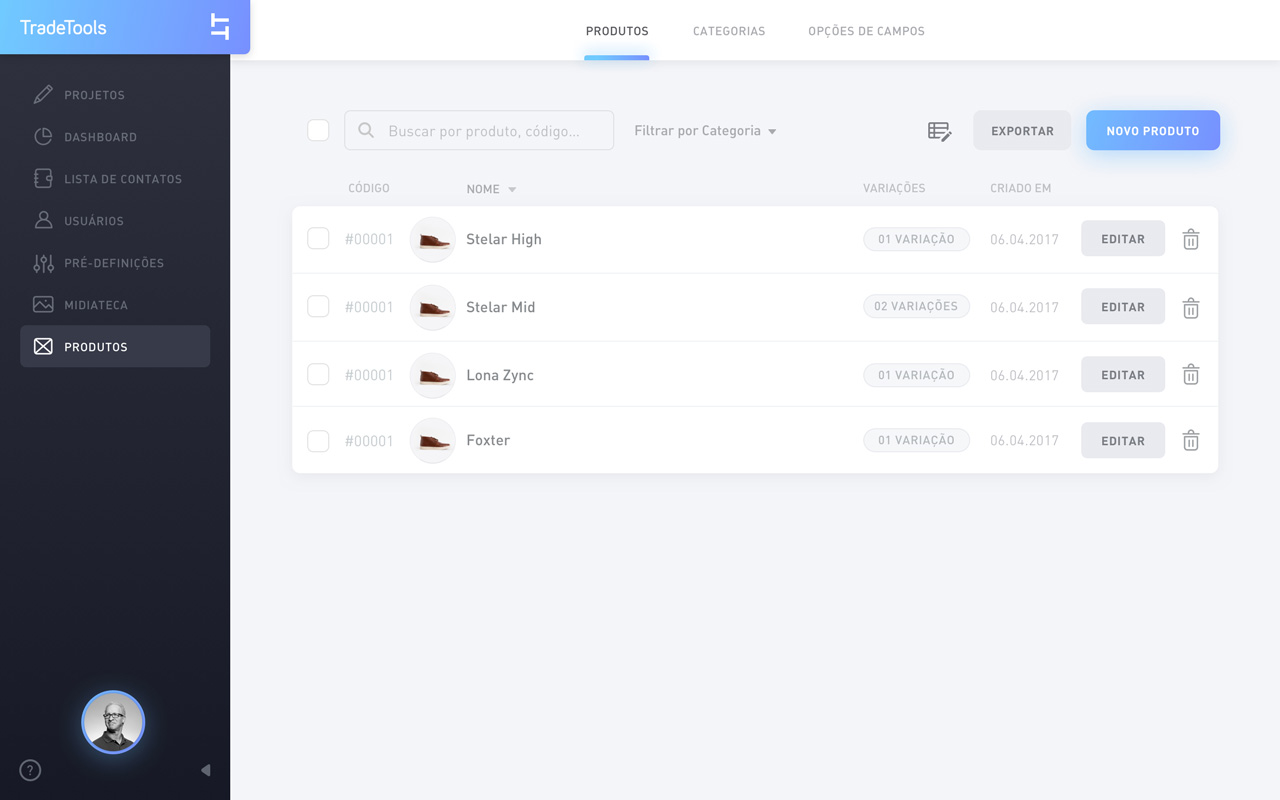 TradeTools
PRODUTOS
CATEGORIAS
OPÇÕES DE CAMPOS
PROJETOS
DASHBOARD
LISTA DE CONTATOS
USUÁRIOS
PRÉ-DEFINIÇÕES
MIDIATECA
PRODUTOS
?
Buscar por produto, código...
Filtrar por Categoria
EXPORTAR
NOVO PRODUTO
CÓDIGO NOME VARIAÇÕES CRIADO EM
#00001 Stelar High 01 VARIAÇÃO 06.04.2017 EDITAR
#00001 Stelar Mid 02 VARIAÇÕES 06.04.2017 EDITAR
#00001 Lona Zync 01 VARIAÇÃO 06.04.2017 EDITAR
#00001 Foxter 01 VARIAÇÃO 06.04.2017 EDITAR